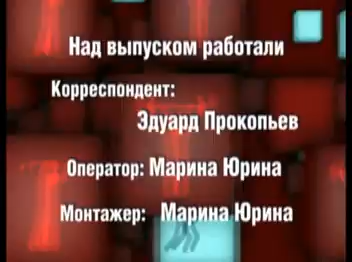 Над выпуском работали
Корреспондент:
Эдуард Прокопьев
Оператор: Марина Юрина
Монтажер: Марина Юрина